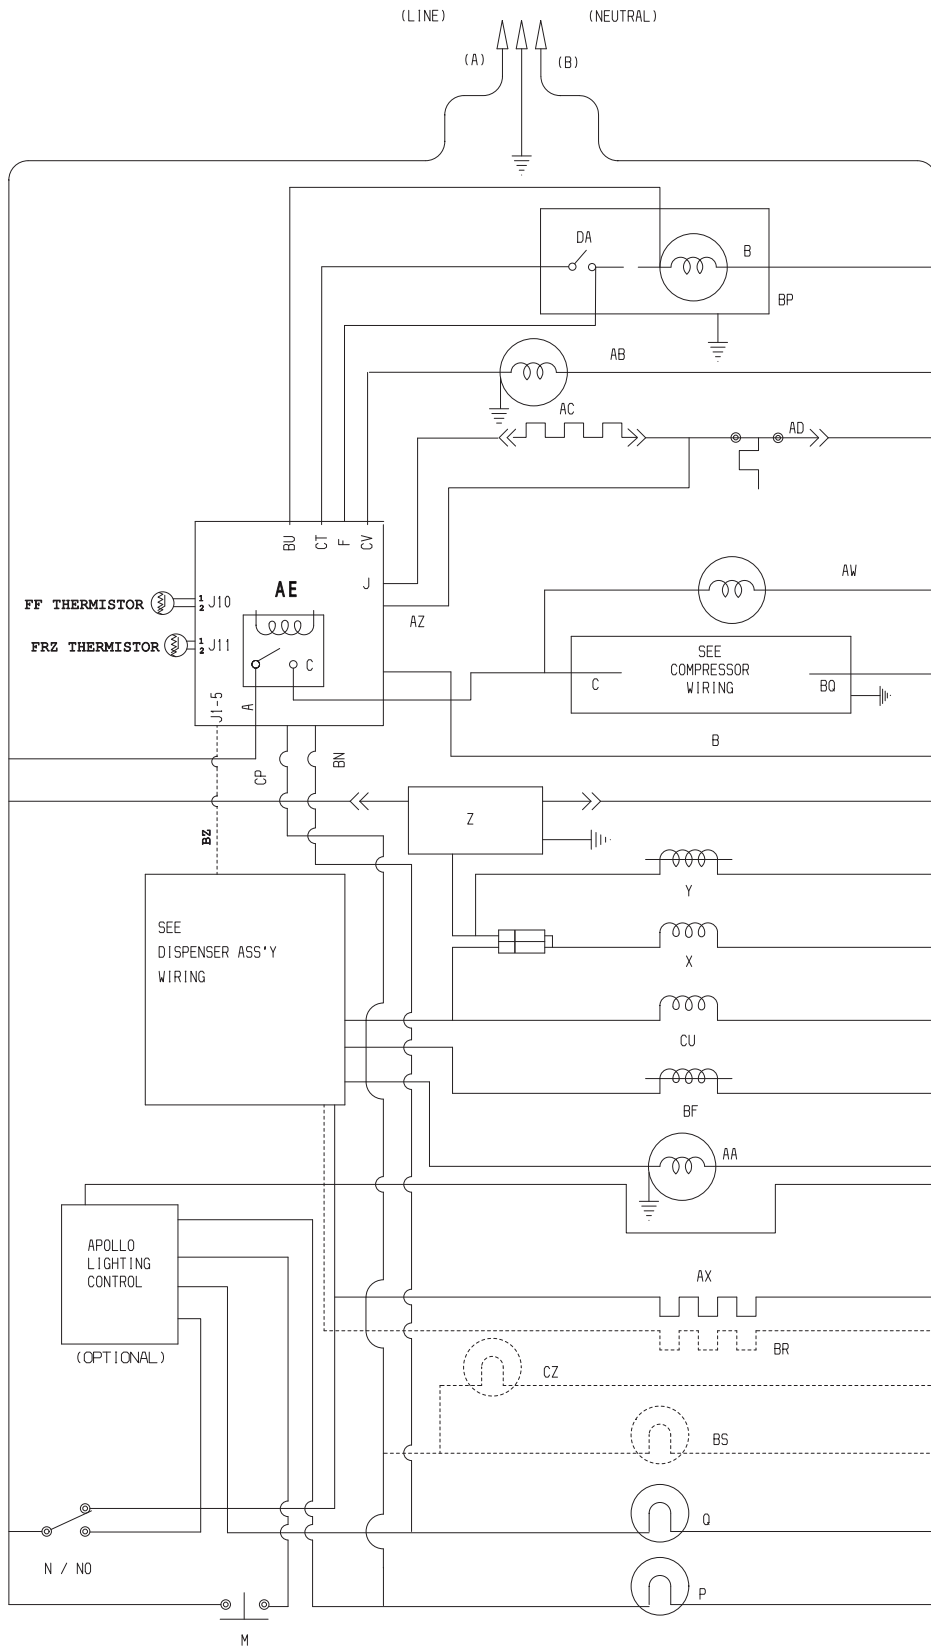 (LINE)
(NEUTRAL)
(A)
(B)
DA
B
BP
AB
AC
AD
BU
CT
F
CV
AE
J
FF THERMISTOR
1
2
J10
AZ
FRZ THERMISTOR
1
2
J11
C
AW
SEE
COMPRESSOR
WIRING
C
BQ
J1-5
A
B
CP
BN
BZ
Z
Y
SEE
DISPENSER ASS'Y
WIRING
X
CU
BF
AA
APOLLO
LIGHTING
CONTROL
(OPTIONAL)
AX
BR
CZ
BS
Q
N / NO
P
M